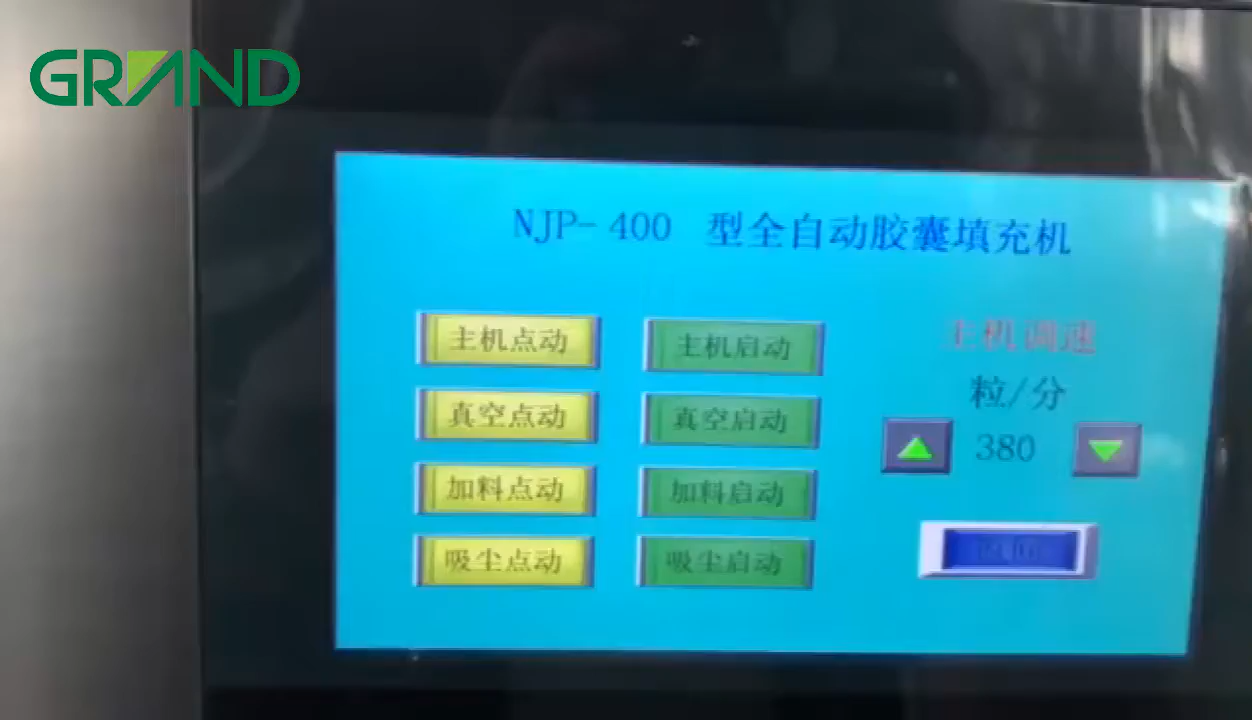 GRAND
NJP-400 型全自动胶囊填充机
主机点动
主机启动
主机调速
粒/分
真空点动
真空启动
380
加料点动
加料启动
吸尘点动
吸尘启动